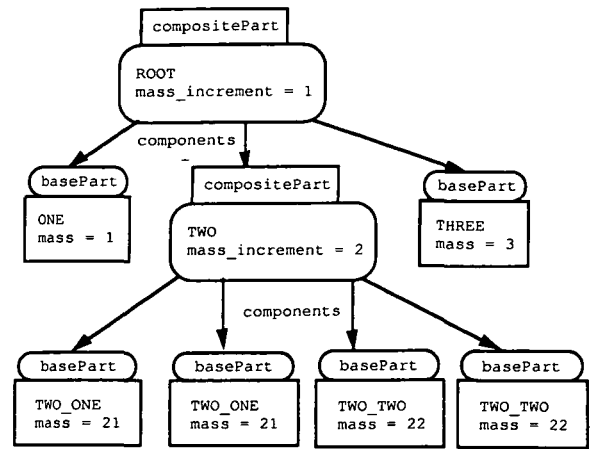 compositePart
ROOT
mass_increment = 1
components
basePart
compositePart
basePart
ONE
mass = 1
TWO
mass_increment = 2
THREE
mass = 3
components
basePart
basePart
basePart
basePart
TWO_ONE
mass = 21
TWO_ONE
mass = 21
TWO_TWO
mass = 22
TWO_TWO
mass = 22